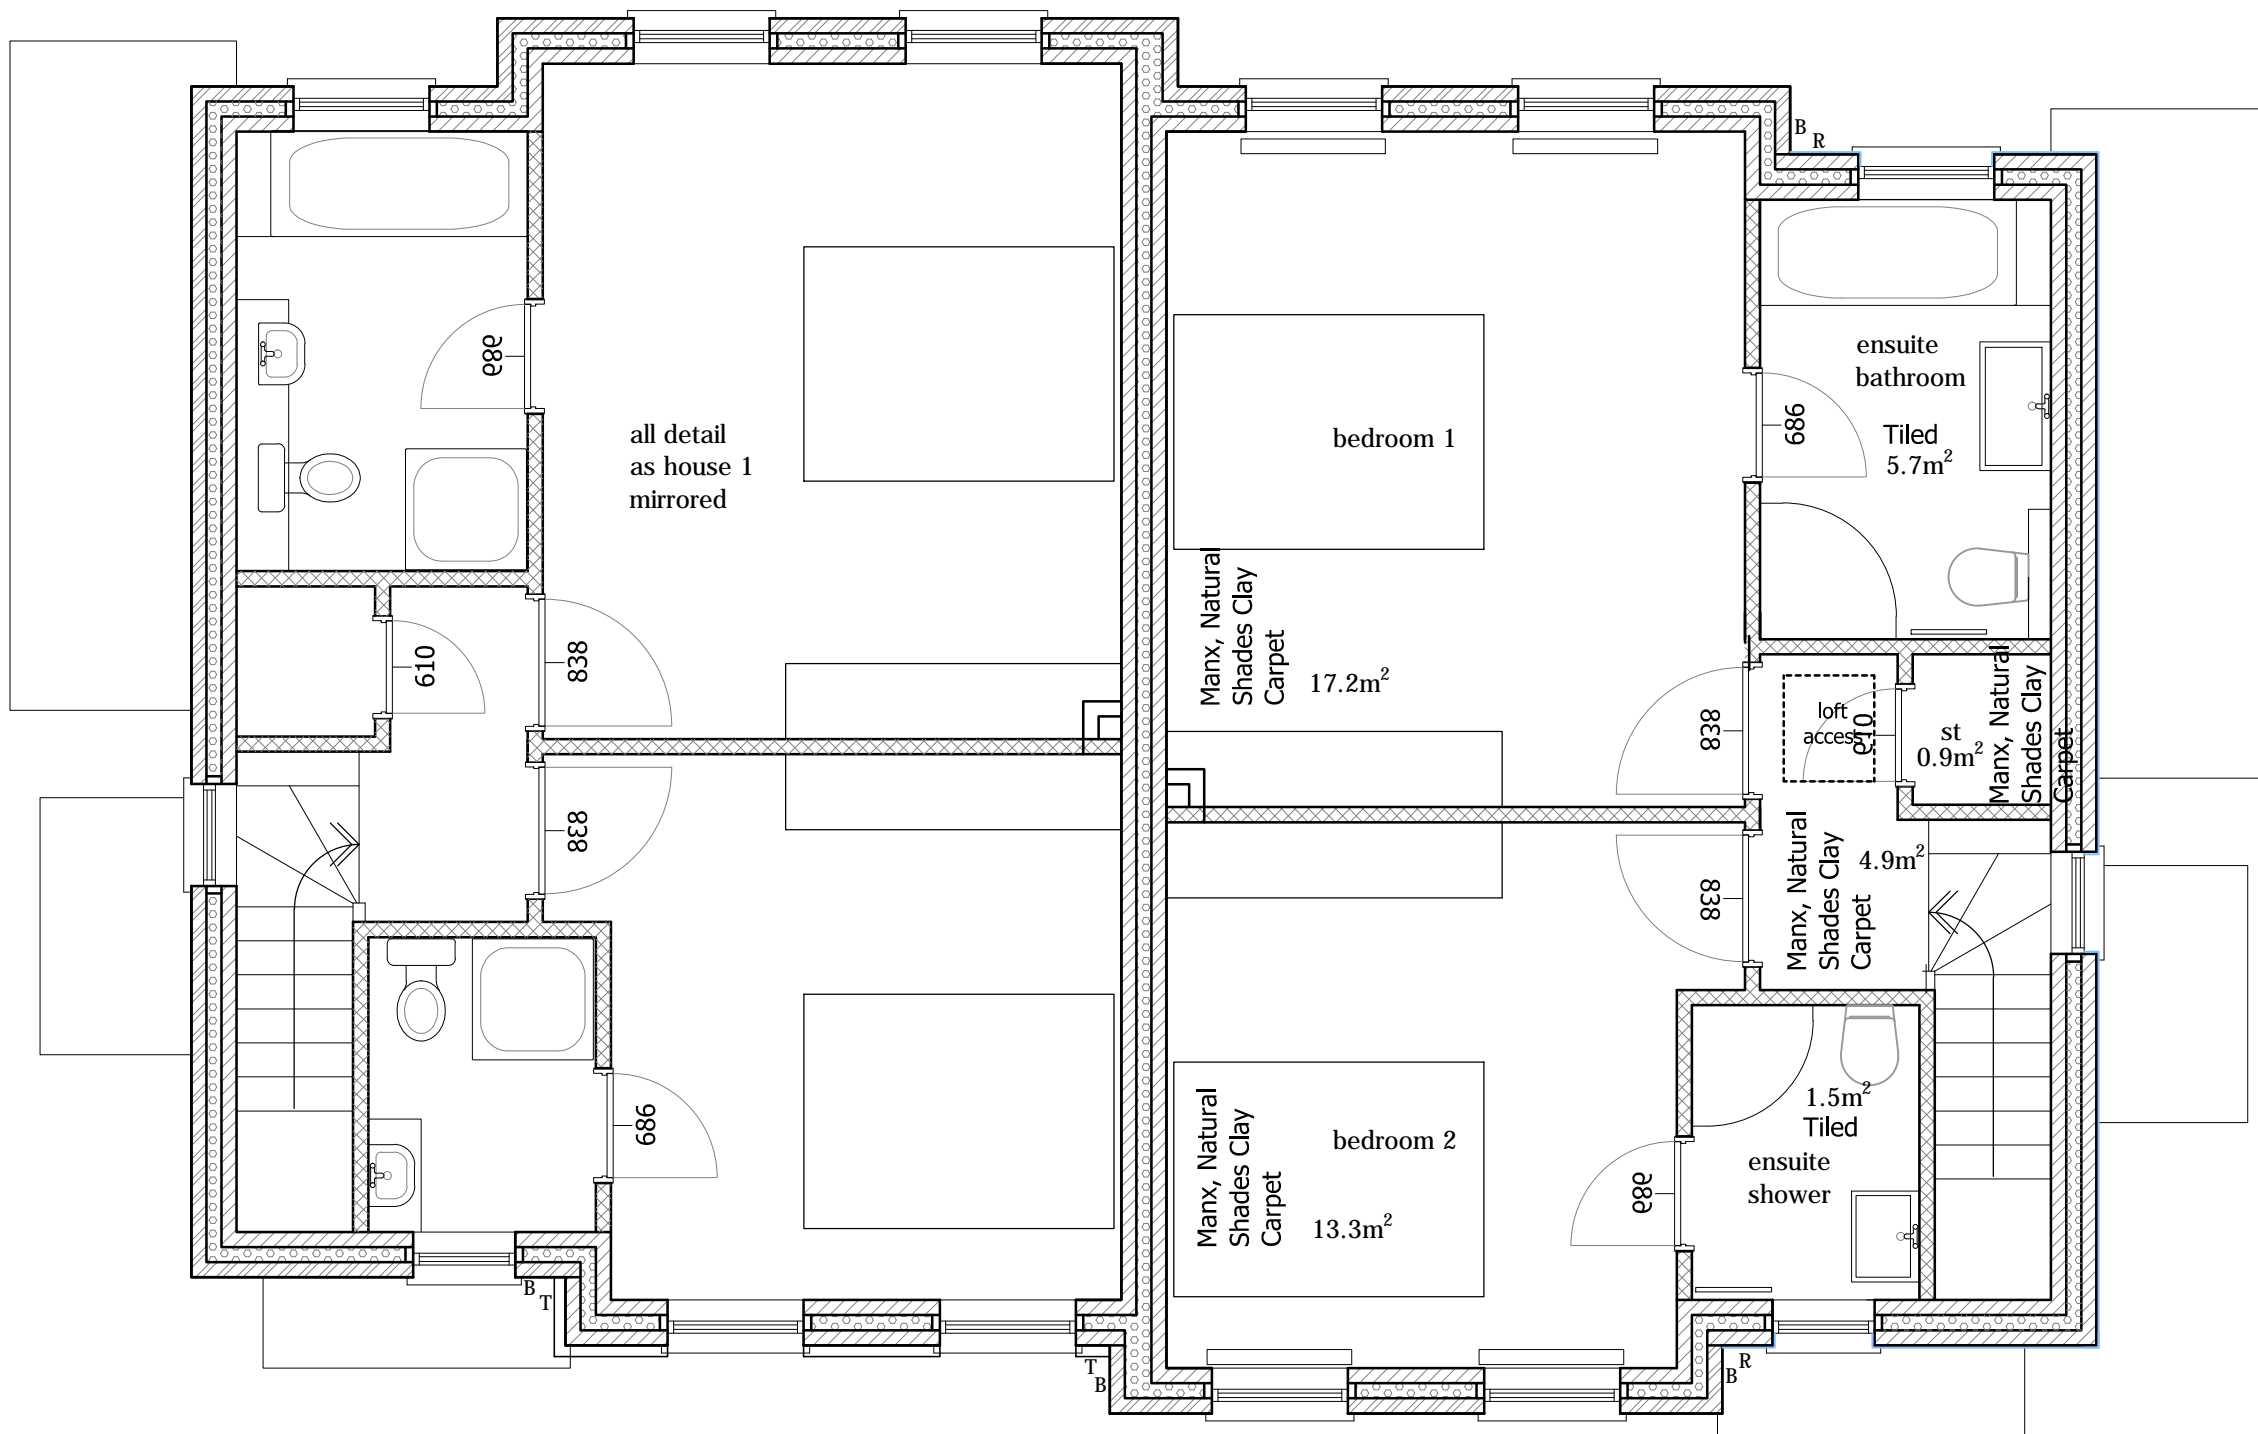 B
R
ensuite
bathroom
Tiled
5.7m²
686
686
all detail
as house 1
mirrored
bedroom 1
686
Manx, Natural
Shades Clay
Carpet
17.2m²
610
838
838
loft
access
610
st
0.9m²
Manx, Natural
Shades Clay
Carpet
838
838
Manx, Natural
Shades Clay
Carpet
4.9m²
686
Manx, Natural
Shades Clay
Carpet
bedroom 2
13.3m²
1.5m²
Tiled
ensuite
shower
B
T
T
B
B
R